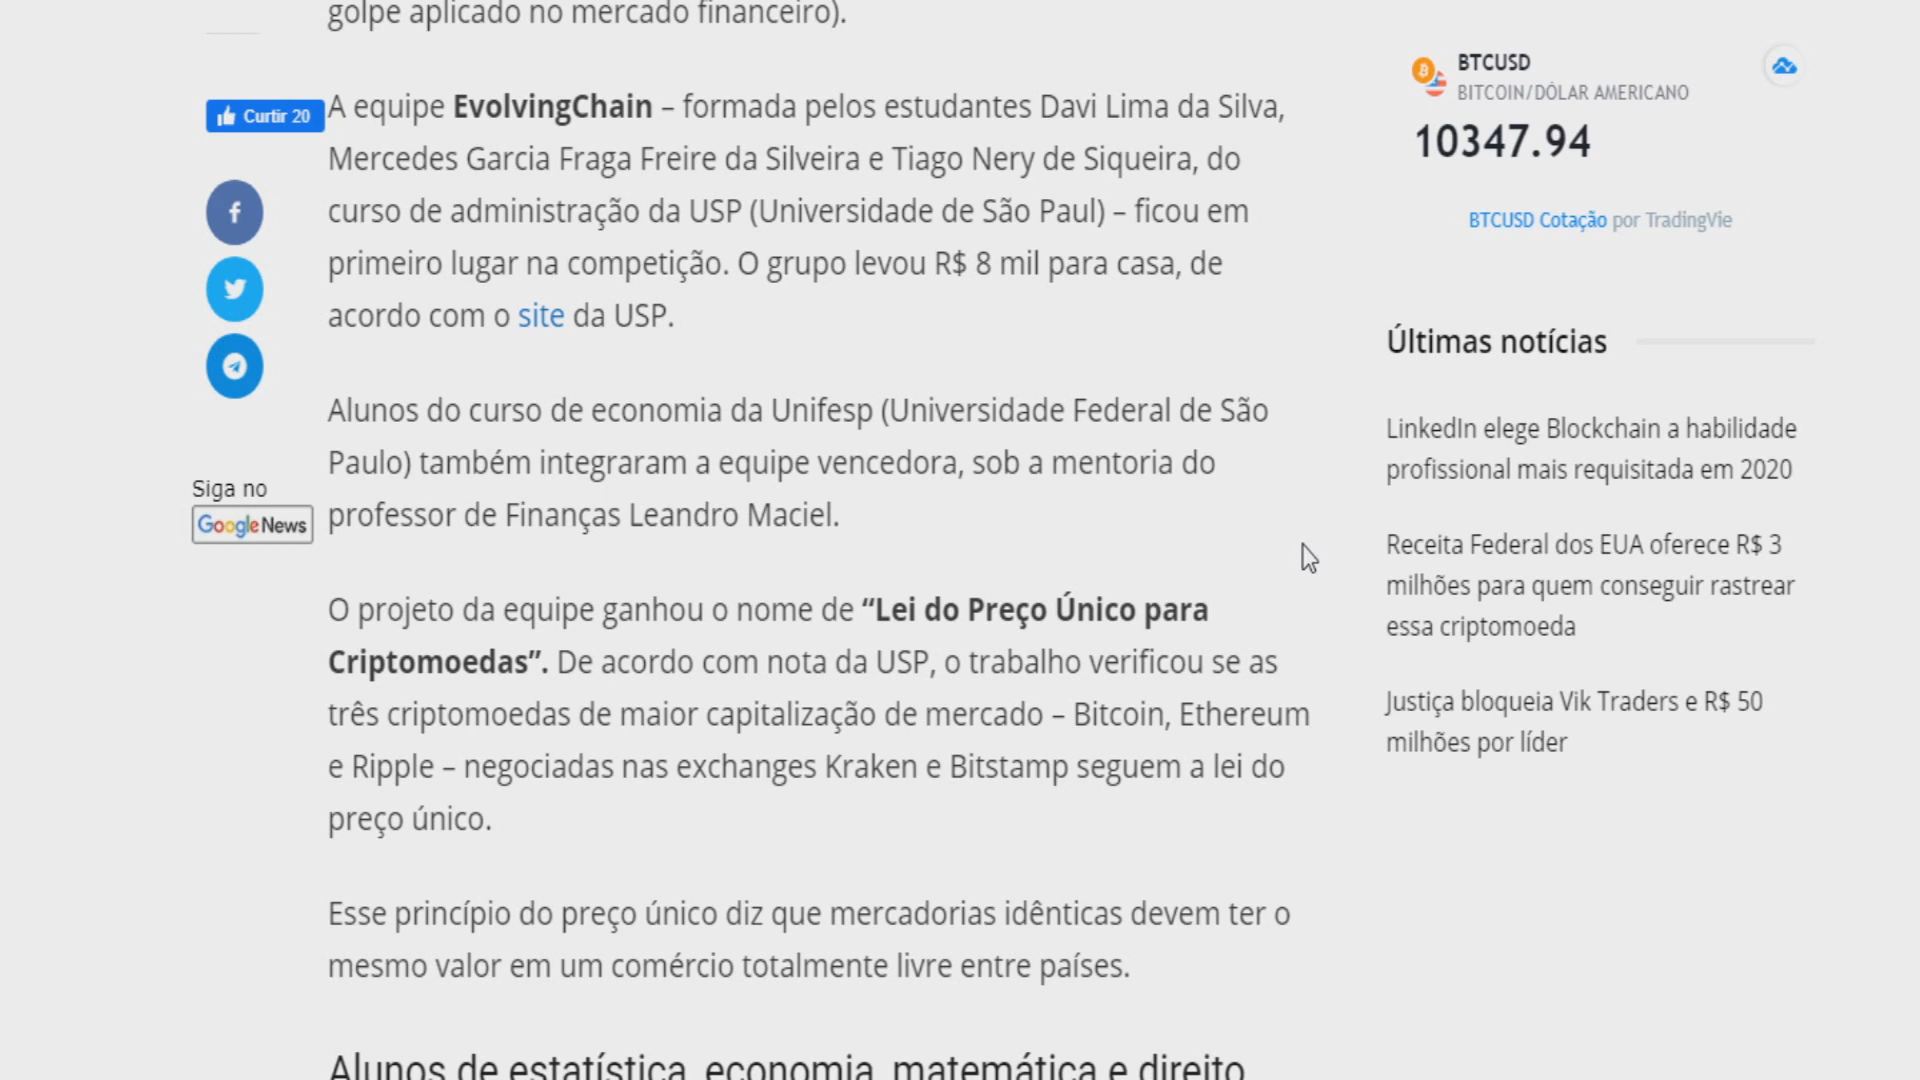 golpe aplicado no mercado financeiro).
Curtir 20
A equipe EvolvingChain – formada pelos estudantes Davi Lima da Silva,
Mercedes Garcia Fraga Freire da Silveira e Tiago Nery de Siqueira, do
curso de administração da USP (Universidade de São Paul) – ficou em
primeiro lugar na competição. O grupo levou R$ 8 mil para casa, de
acordo com o site da USP.
Alunos do curso de economia da Unifesp (Universidade Federal de São
Paulo) também integraram a equipe vencedora, sob a mentoria do
professor de Finanças Leandro Maciel.
Siga no
Google News
O projeto da equipe ganhou o nome de “Lei do Preço Único para
Criptomoedas”. De acordo com nota da USP, o trabalho verificou se as
três criptomoedas de maior capitalização de mercado – Bitcoin, Ethereum
e Ripple – negociadas nas exchanges Kraken e Bitstamp seguem a lei do
preço único.
Esse princípio do preço único diz que mercadorias idênticas devem ter o
mesmo valor em um comércio totalmente livre entre países.
Alunos de estatística, economia, matemática e direito
BTCUSD
BITCOIN/DÓLAR AMERICANO
10347.94
BTCUSD Cotação por TradingVie
Últimas notícias
LinkedIn elege Blockchain a habilidade
profissional mais requisitada em 2020
Receita Federal dos EUA oferece R$ 3
milhões para quem conseguir rastrear
essa criptomoeda
Justiça bloqueia Vik Traders e R$ 50
milhões por líder